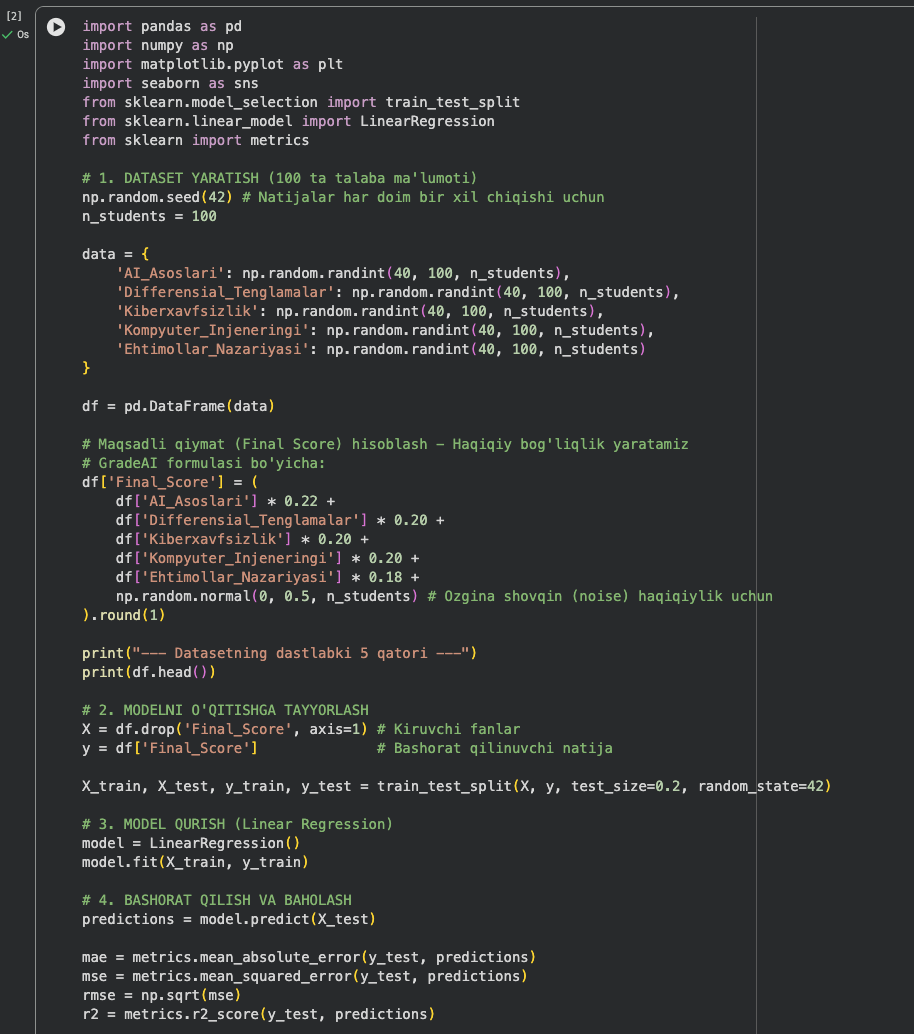 [2]
0s
import pandas as pd
import numpy as np
import matplotlib.pyplot as plt
import seaborn as sns
from sklearn.model_selection import train_test_split
from sklearn.linear_model import LinearRegression
from sklearn import metrics
# 1. DATASET YARATISH (100 ta talaba ma'lumoti)
np.random.seed(42) # Natijalar har doim bir xil chiqishi uchun
n_students = 100
data = {
    'AI_Asoslari': np.random.randint(40, 100, n_students),
    'Differensial_Tenglamalar': np.random.randint(40, 100, n_students),
    'Kiberxavfsizlik': np.random.randint(40, 100, n_students),
    'Kompyuter_Injeneringi': np.random.randint(40, 100, n_students),
    'Ehtimollar_Nazariyasi': np.random.randint(40, 100, n_students)
}
df = pd.DataFrame(data)
# Maqsadli qiymat (Final Score) hisoblash - Haqiqiy bog'liqlik yaratamiz
# GradeAI formulasi bo'yicha:
df['Final_Score'] = (
    df['AI_Asoslari'] * 0.22 +
    df['Differensial_Tenglamalar'] * 0.20 +
    df['Kiberxavfsizlik'] * 0.20 +
    df['Kompyuter_Injeneringi'] * 0.20 +
    df['Ehtimollar_Nazariyasi'] * 0.18 +
    np.random.normal(0, 0.5, n_students) # Ozgina shovqin (noise) haqiqiylik uchun
).round(1)
print("--- Datasetning dastlabki 5 qatori ---")
print(df.head())
# 2. MODELNI O'QITISHGA TAYYORLASH
X = df.drop('Final_Score', axis=1) # Kiruvchi fanlar
y = df['Final_Score']              # Bashorat qilinuvchi natija
X_train, X_test, y_train, y_test = train_test_split(X, y, test_size=0.2, random_state=42)
# 3. MODEL QURISH (Linear Regression)
model = LinearRegression()
model.fit(X_train, y_train)
# 4. BASHORAT QILISH VA BAHOLASH
predictions = model.predict(X_test)
mae = metrics.mean_absolute_error(y_test, predictions)
mse = metrics.mean_squared_error(y_test, predictions)
rmse = np.sqrt(mse)
r2 = metrics.r2_score(y_test, predictions)